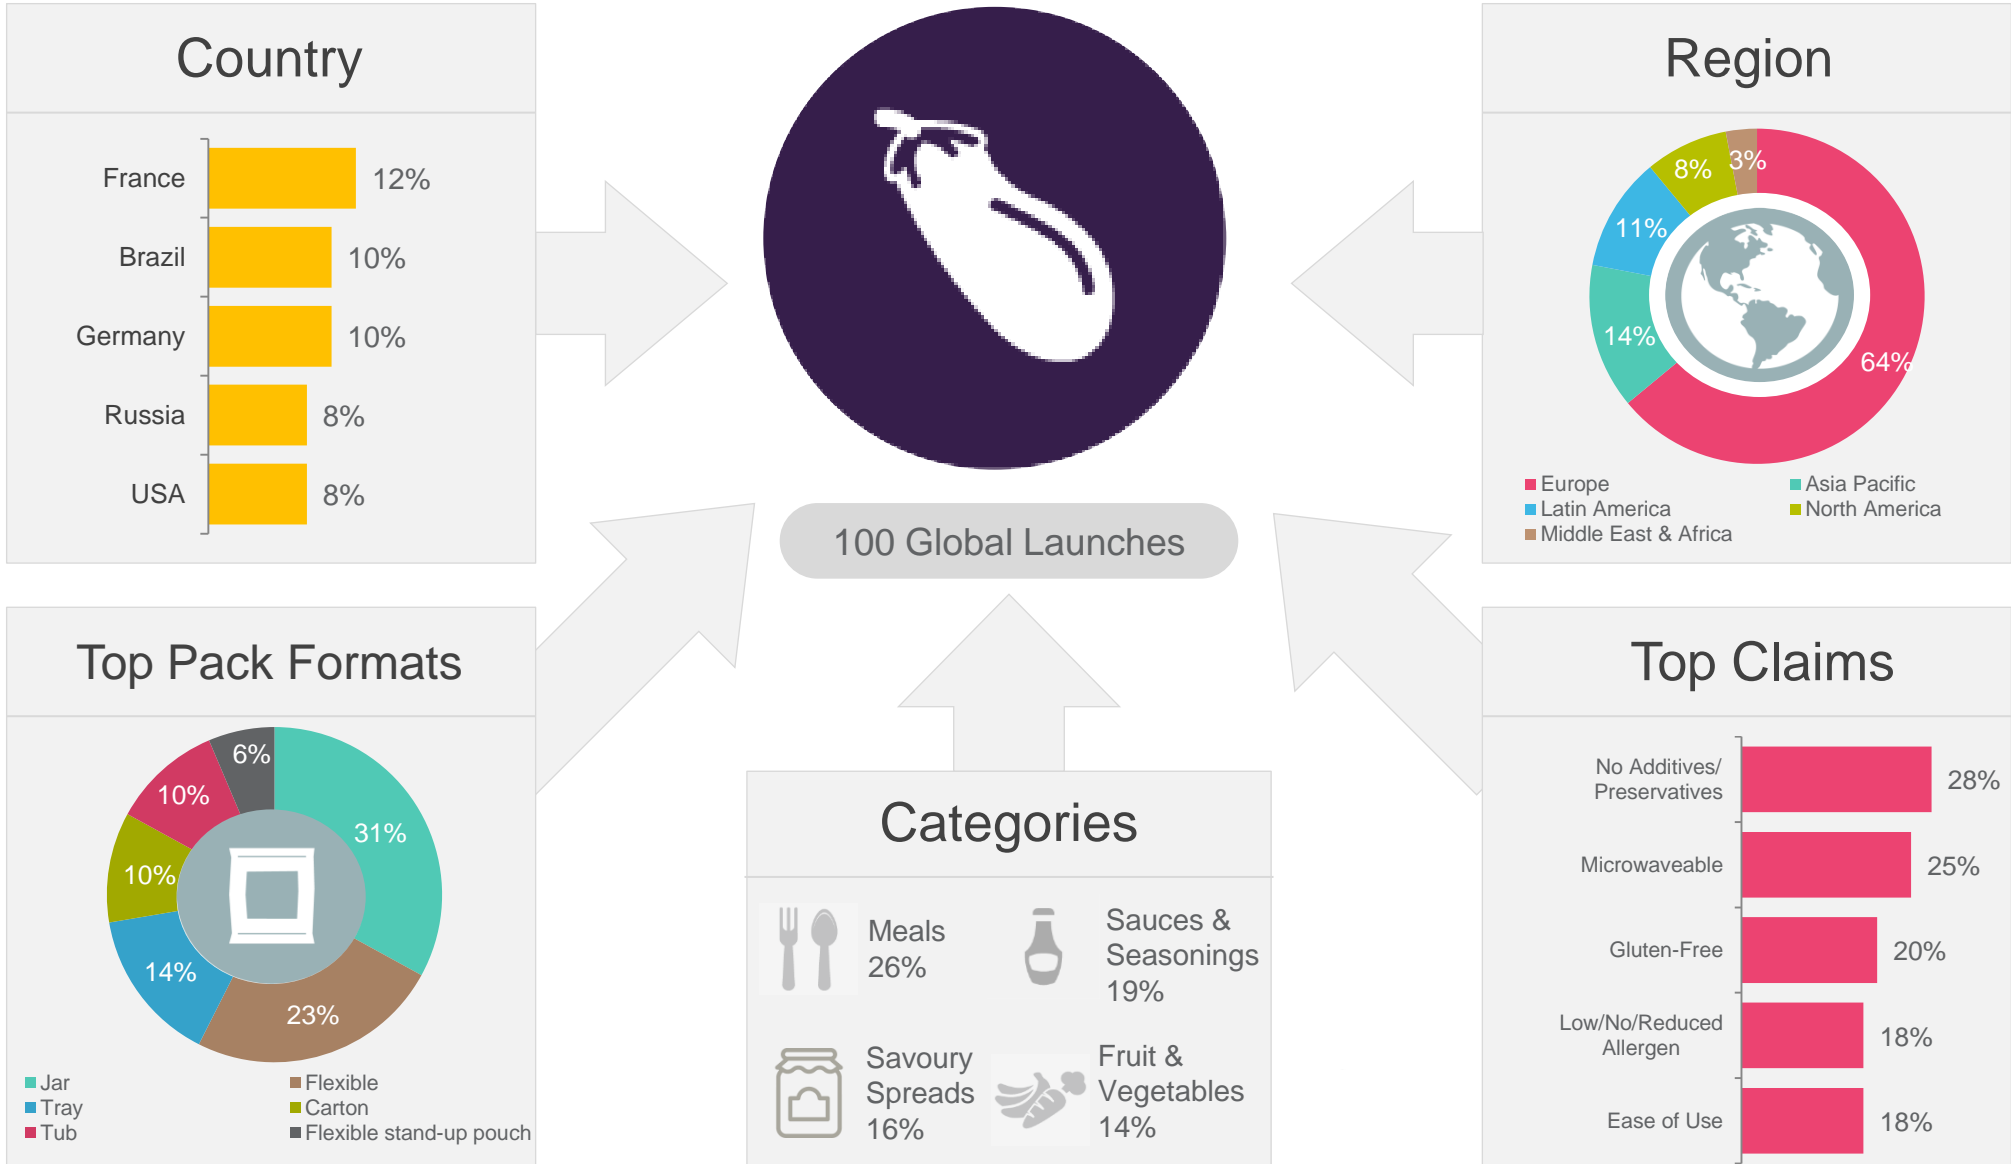 Country
France
12%
Brazil
10%
Germany
10%
Russia
8%
USA
8%
100 Global Launches
Region
3%
8%
11%
14%
64%
Europe
Asia Pacific
Latin America
North America
Middle East & Africa
Top Pack Formats
6%
10%
31%
10%
14%
23%
Jar
Flexible
Tray
Carton
Tub
Flexible stand-up pouch
Categories
Meals
26%
Sauces &
Seasonings
19%
Savoury
Spreads
16%
Fruit &
Vegetables
14%
Top Claims
No Additives/
Preservatives
28%
Microwaveable
25%
Gluten-Free
20%
Low/No/Reduced
Allergen
18%
Ease of Use
18%